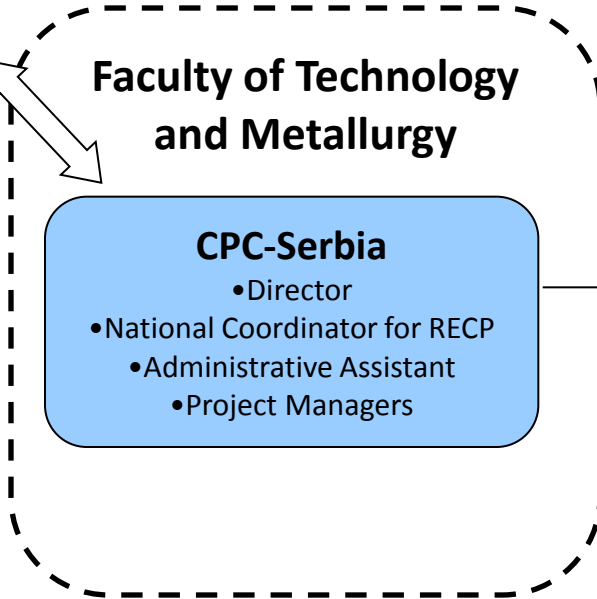 Faculty of Technology
and Metallurgy
CPC-Serbia
•Director
•National Coordinator for RECP
•Administrative Assistant
•Project Managers